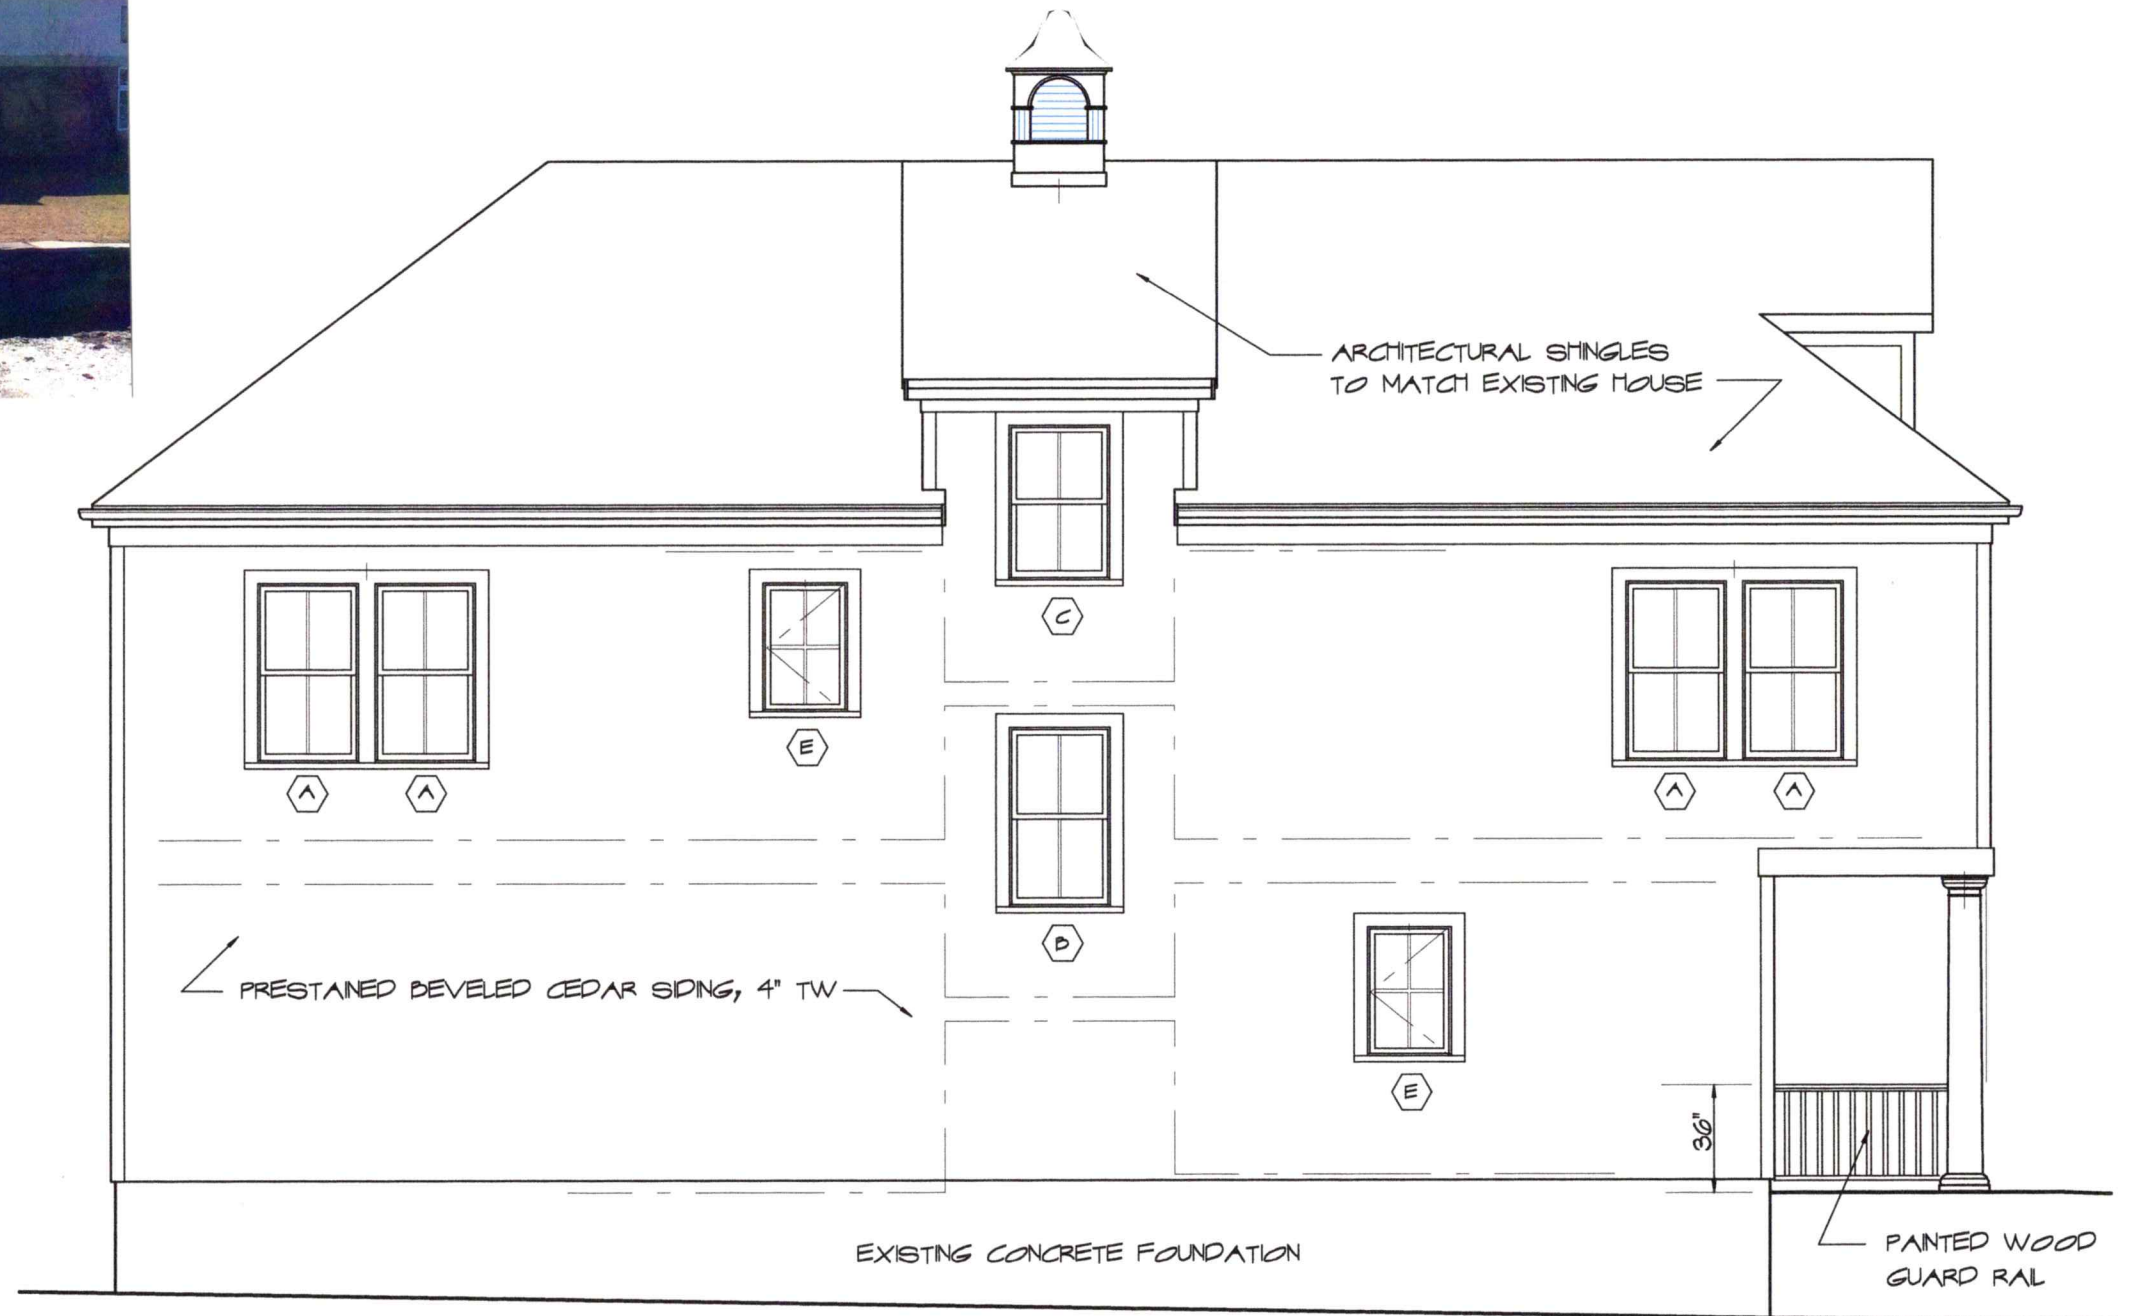 ARCHITECTURAL SHINGLES
TO MATCH EXISTING HOUSE
C
E
A
A
A
A
B
PRESTAINED BEVELED CEDAR SIDING, 4" TW
E
36"
EXISTING CONCRETE FOUNDATION
PAINTED WOOD
GUARD RAIL